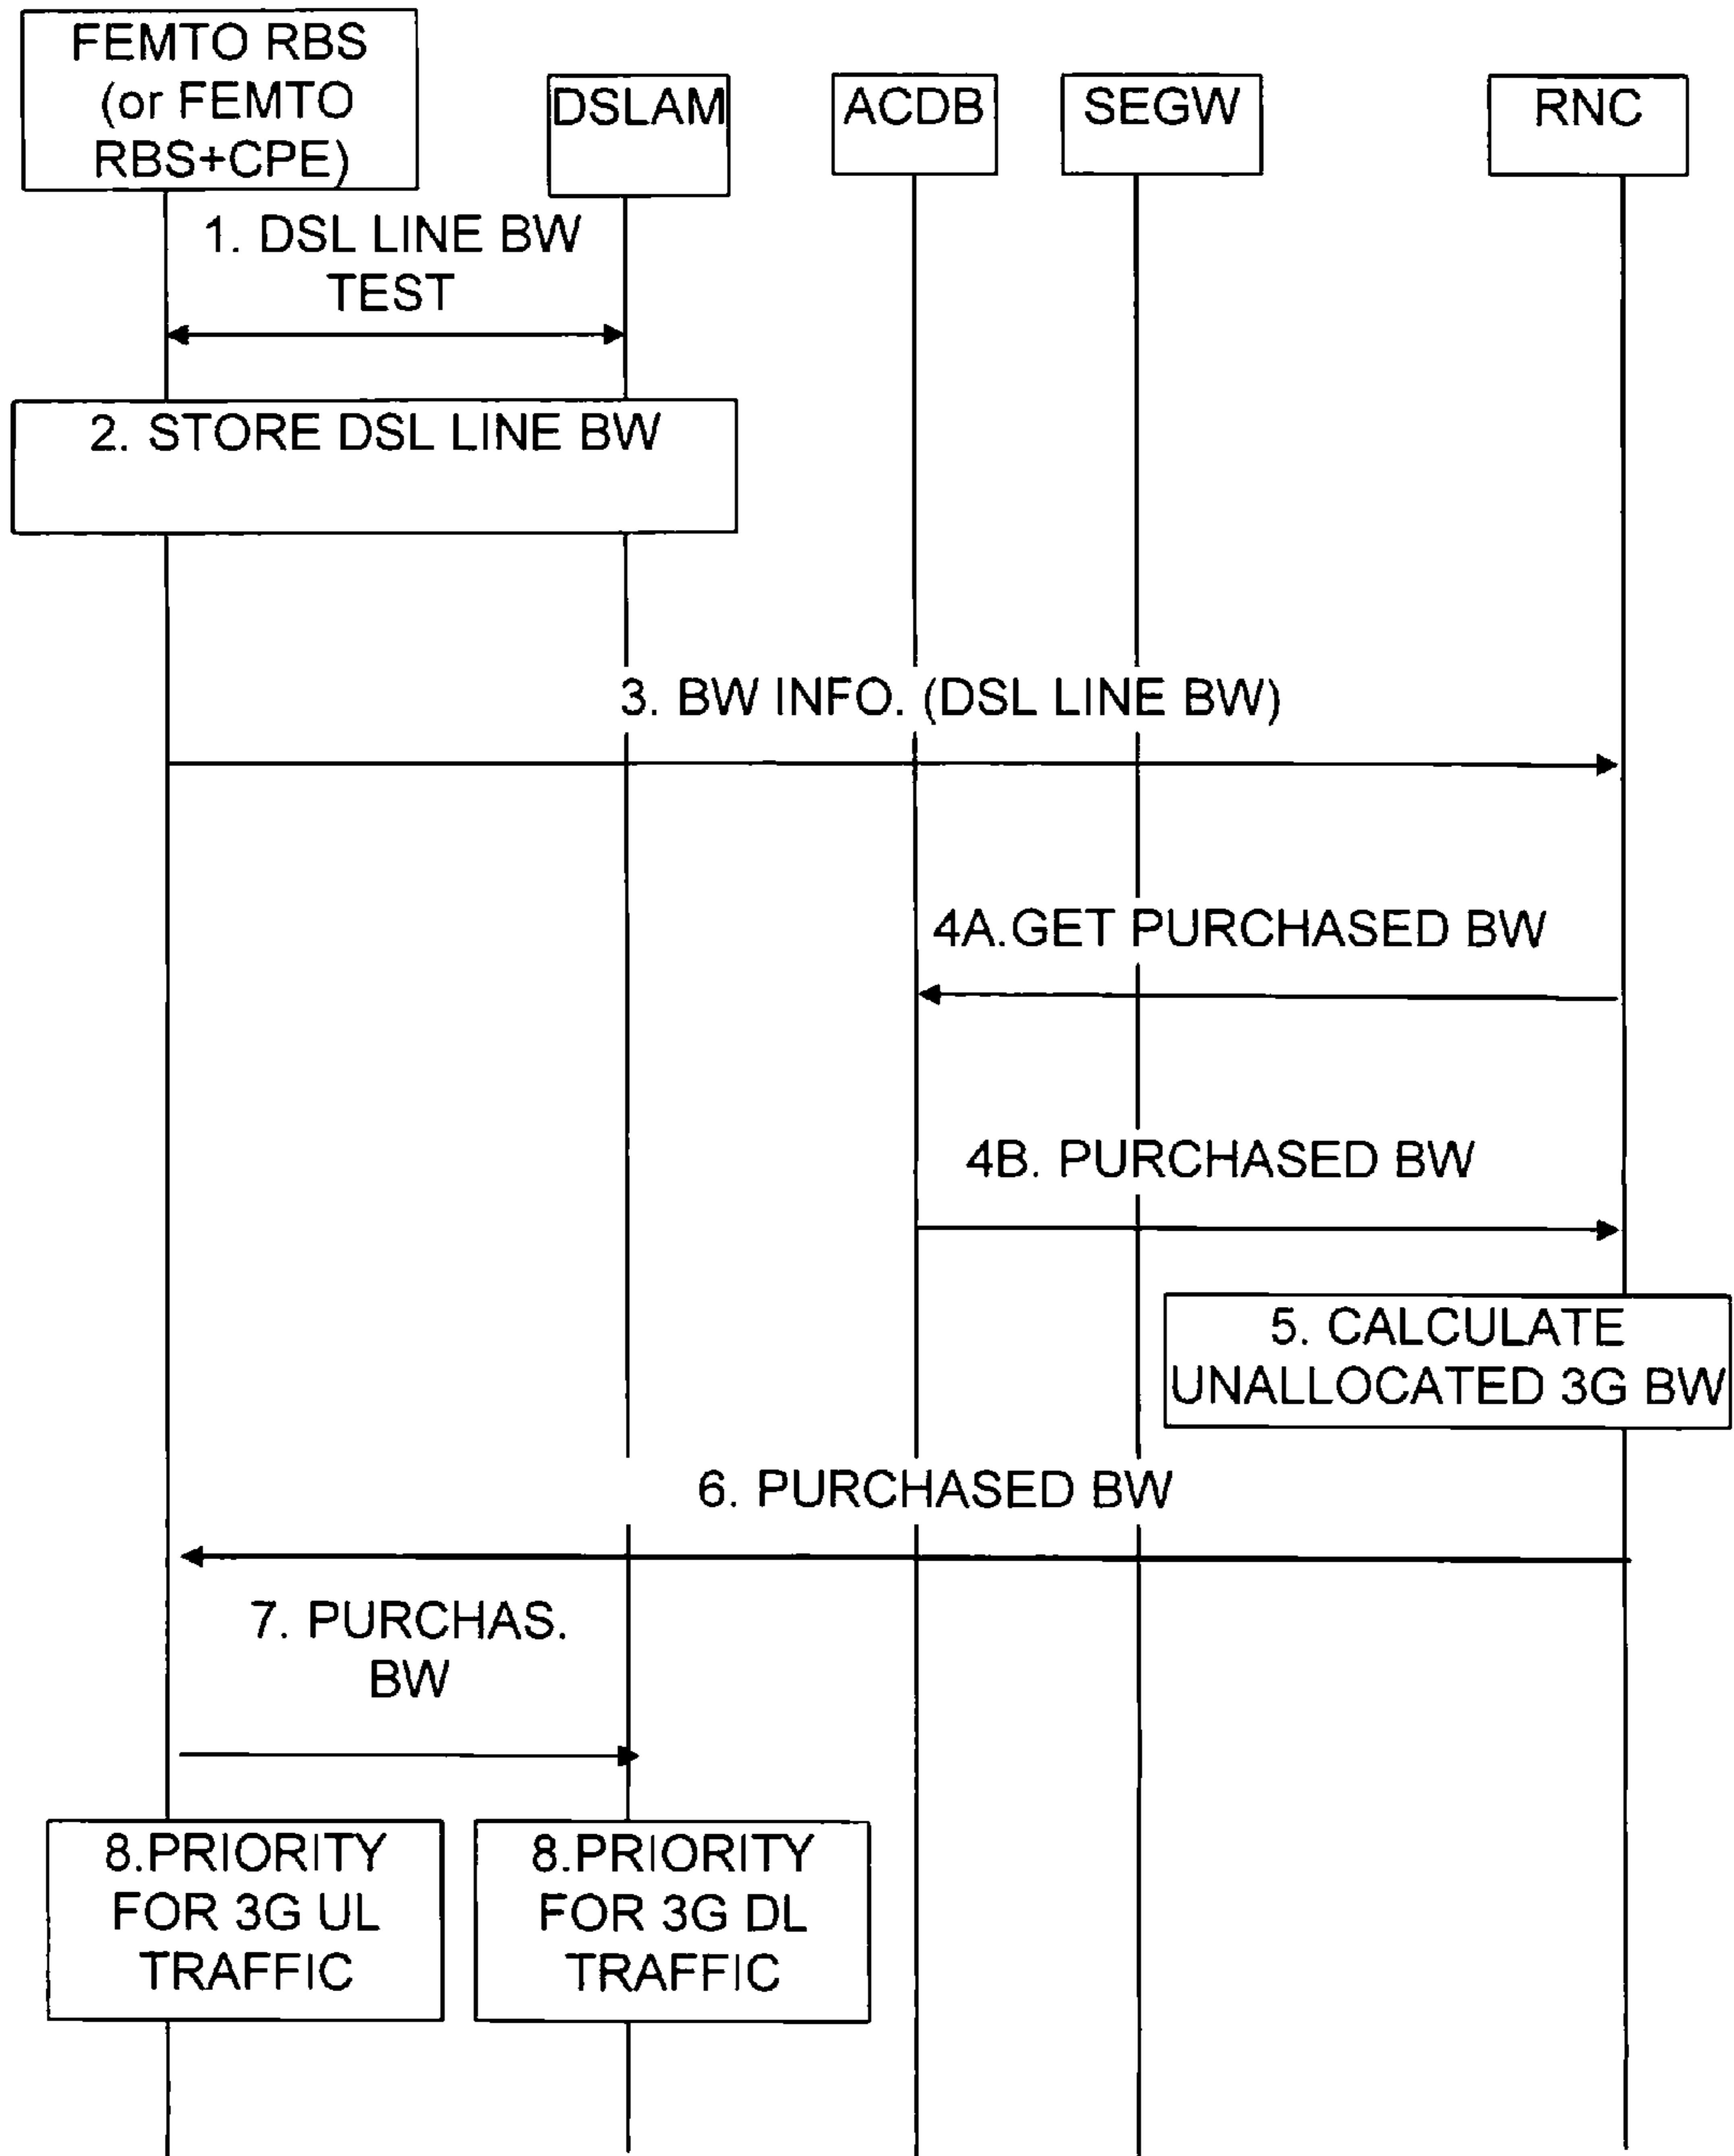 FEMTO RBS
(or FEMTO
RBS+CPE)
DSLAM
ACDB
SEGW
RNC
1. DSL LINE BW
TEST
2. STORE DSL LINE BW
3. BW INFO. (DSL LINE BW)
4A.GET PURCHASED BW
4B. PURCHASED BW
5. CALCULATE
UNALLOCATED 3G BW
6. PURCHASED BW
7. PURCHAS.
BW
8.PRIORITY
FOR 3G UL
TRAFFIC
8.PRIORITY
FOR 3G DL
TRAFFIC